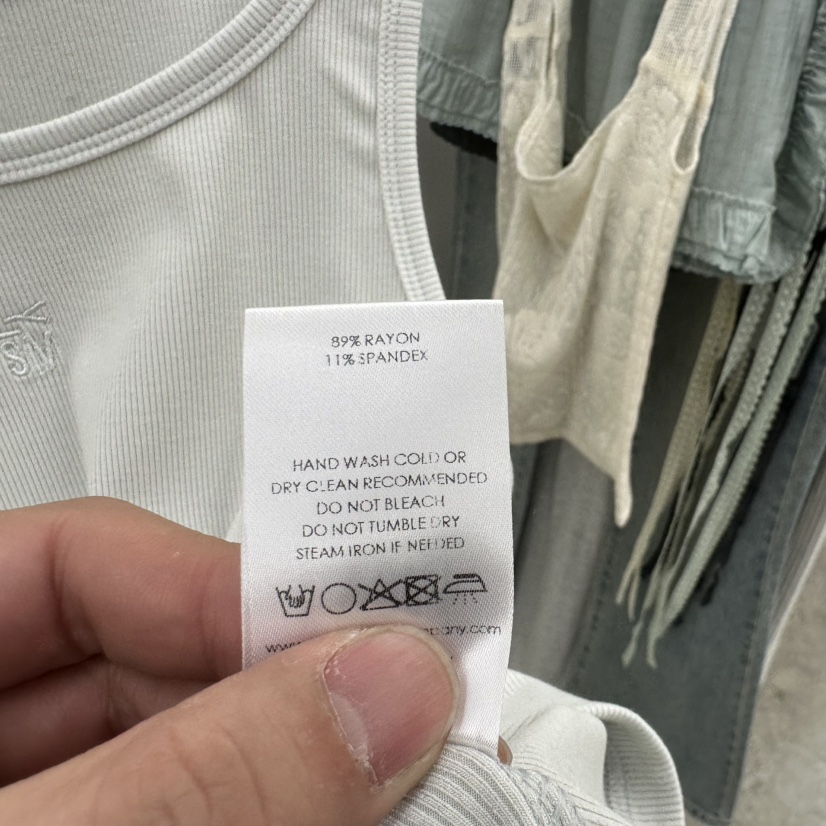 89% RAYON
11% SPANDEX
HAND WASH COLD OR
DRY CLEAN RECOMMENDED
DO NOT BLEACH
DO NOT TUMBLE DRY
STEAM IRON IF NEEDED